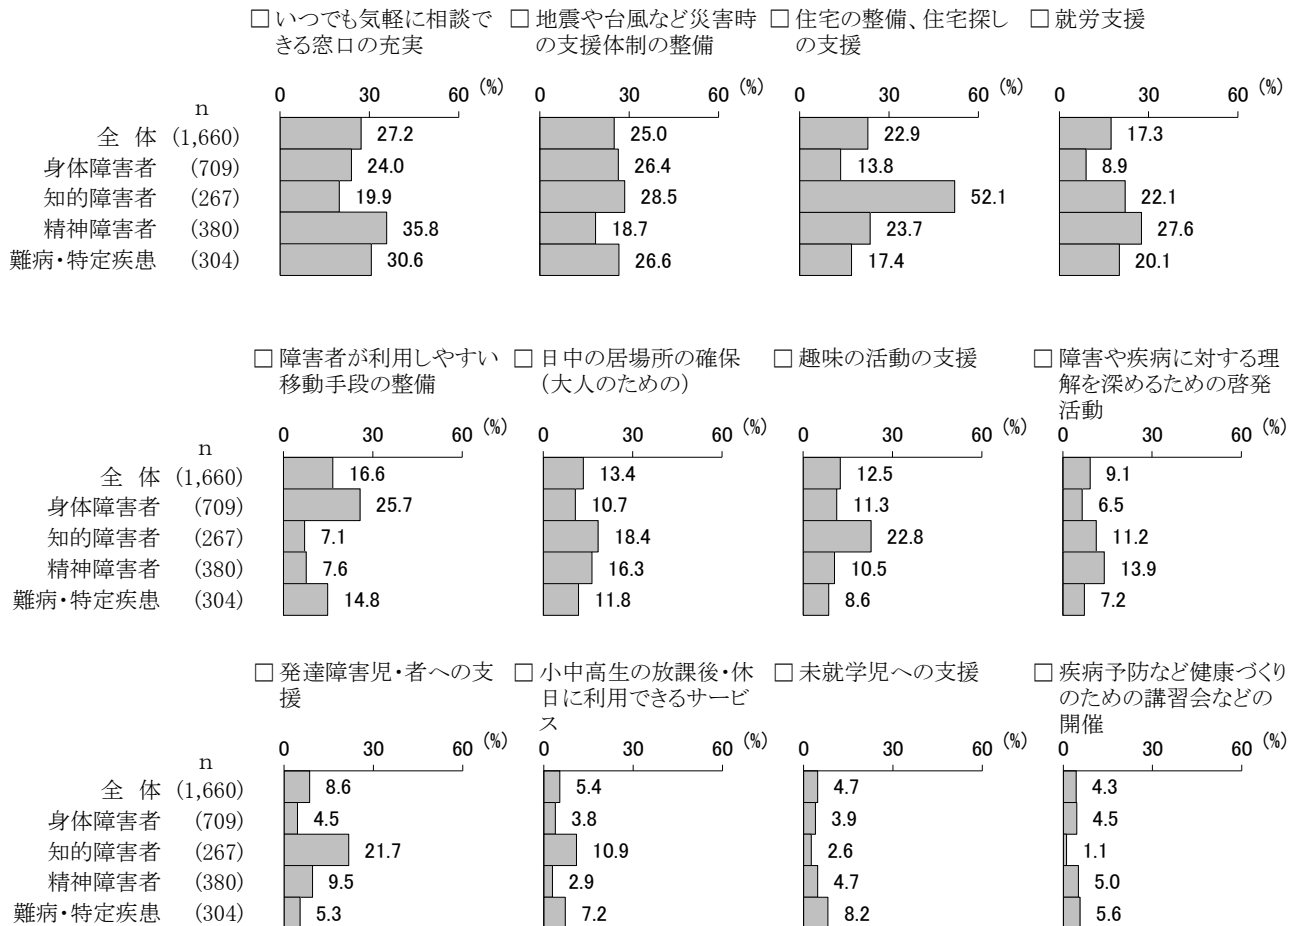 □ いつでも気軽に相談で
きる窓口の充実
□ 地震や台風など災害時
の支援体制の整備
□ 住宅の整備、住宅探し
の支援
□ 就労支援
0 30 60 (%) 0 30 60 (%) 0 30 60 (%) 0 30 60 (%)
n
全 体 (1,660) 27.2 25.0 22.9 17.3
身体障害者 (709) 24.0 26.4 13.8 8.9
知的障害者 (267) 19.9 28.5 52.1 22.1
精神障害者 (380) 35.8 18.7 23.7 27.6
難病・特定疾患 (304) 30.6 26.6 17.4 20.1
□ 障害者が利用しやすい
移動手段の整備
□ 日中の居場所の確保
(大人のための)
□ 趣味の活動の支援
□ 障害や疾病に対する理
解を深めるための啓発
活動
0 30 60 (%) 0 30 60 (%) 0 30 60 (%) 0 30 60 (%)
n
全 体 (1,660) 16.6 13.4 12.5 9.1
身体障害者 (709) 25.7 10.7 11.3 6.5
知的障害者 (267) 7.1 18.4 22.8 11.2
精神障害者 (380) 7.6 16.3 10.5 13.9
難病・特定疾患 (304) 14.8 11.8 8.6 7.2
□ 発達障害児・者への支
援
□ 小中高生の放課後・休
日に利用できるサービ
ス
□ 未就学児への支援
□ 疾病予防など健康づくり
のための講習会などの
開催
0 30 60 (%) 0 30 60 (%) 0 30 60 (%) 0 30 60 (%)
n
全 体 (1,660) 8.6 5.4 4.7 4.3
身体障害者 (709) 4.5 3.8 3.9 4.5
知的障害者 (267) 21.7 10.9 2.6 1.1
精神障害者 (380) 9.5 2.9 4.7 5.0
難病・特定疾患 (304) 5.3 7.2 8.2 5.6